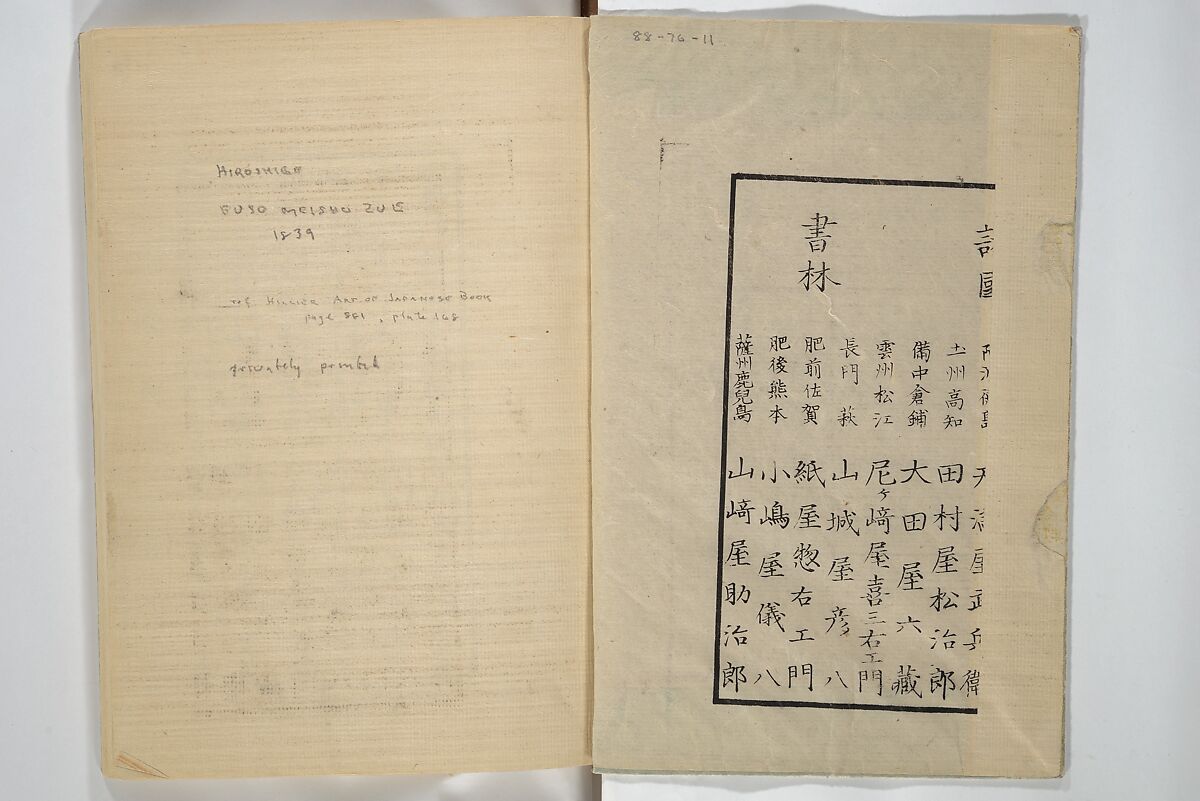 HIROSHIGE
FUSO MEISHO ZUE
1839
ref HILLIER ART OF JAPANESE BOOK
page 881, plate 168
privately printed
88-76-11
土州高知 田村屋松治郎
備中倉鋪 大田屋六藏
雲州松江 尼ヶ﨑屋喜三右エ門
書林
長門萩 山城屋彦八
肥前佐賀 紙屋惣右エ門
肥後熊本 小嶋屋儀八
薩州鹿兒島 山﨑屋助治郎